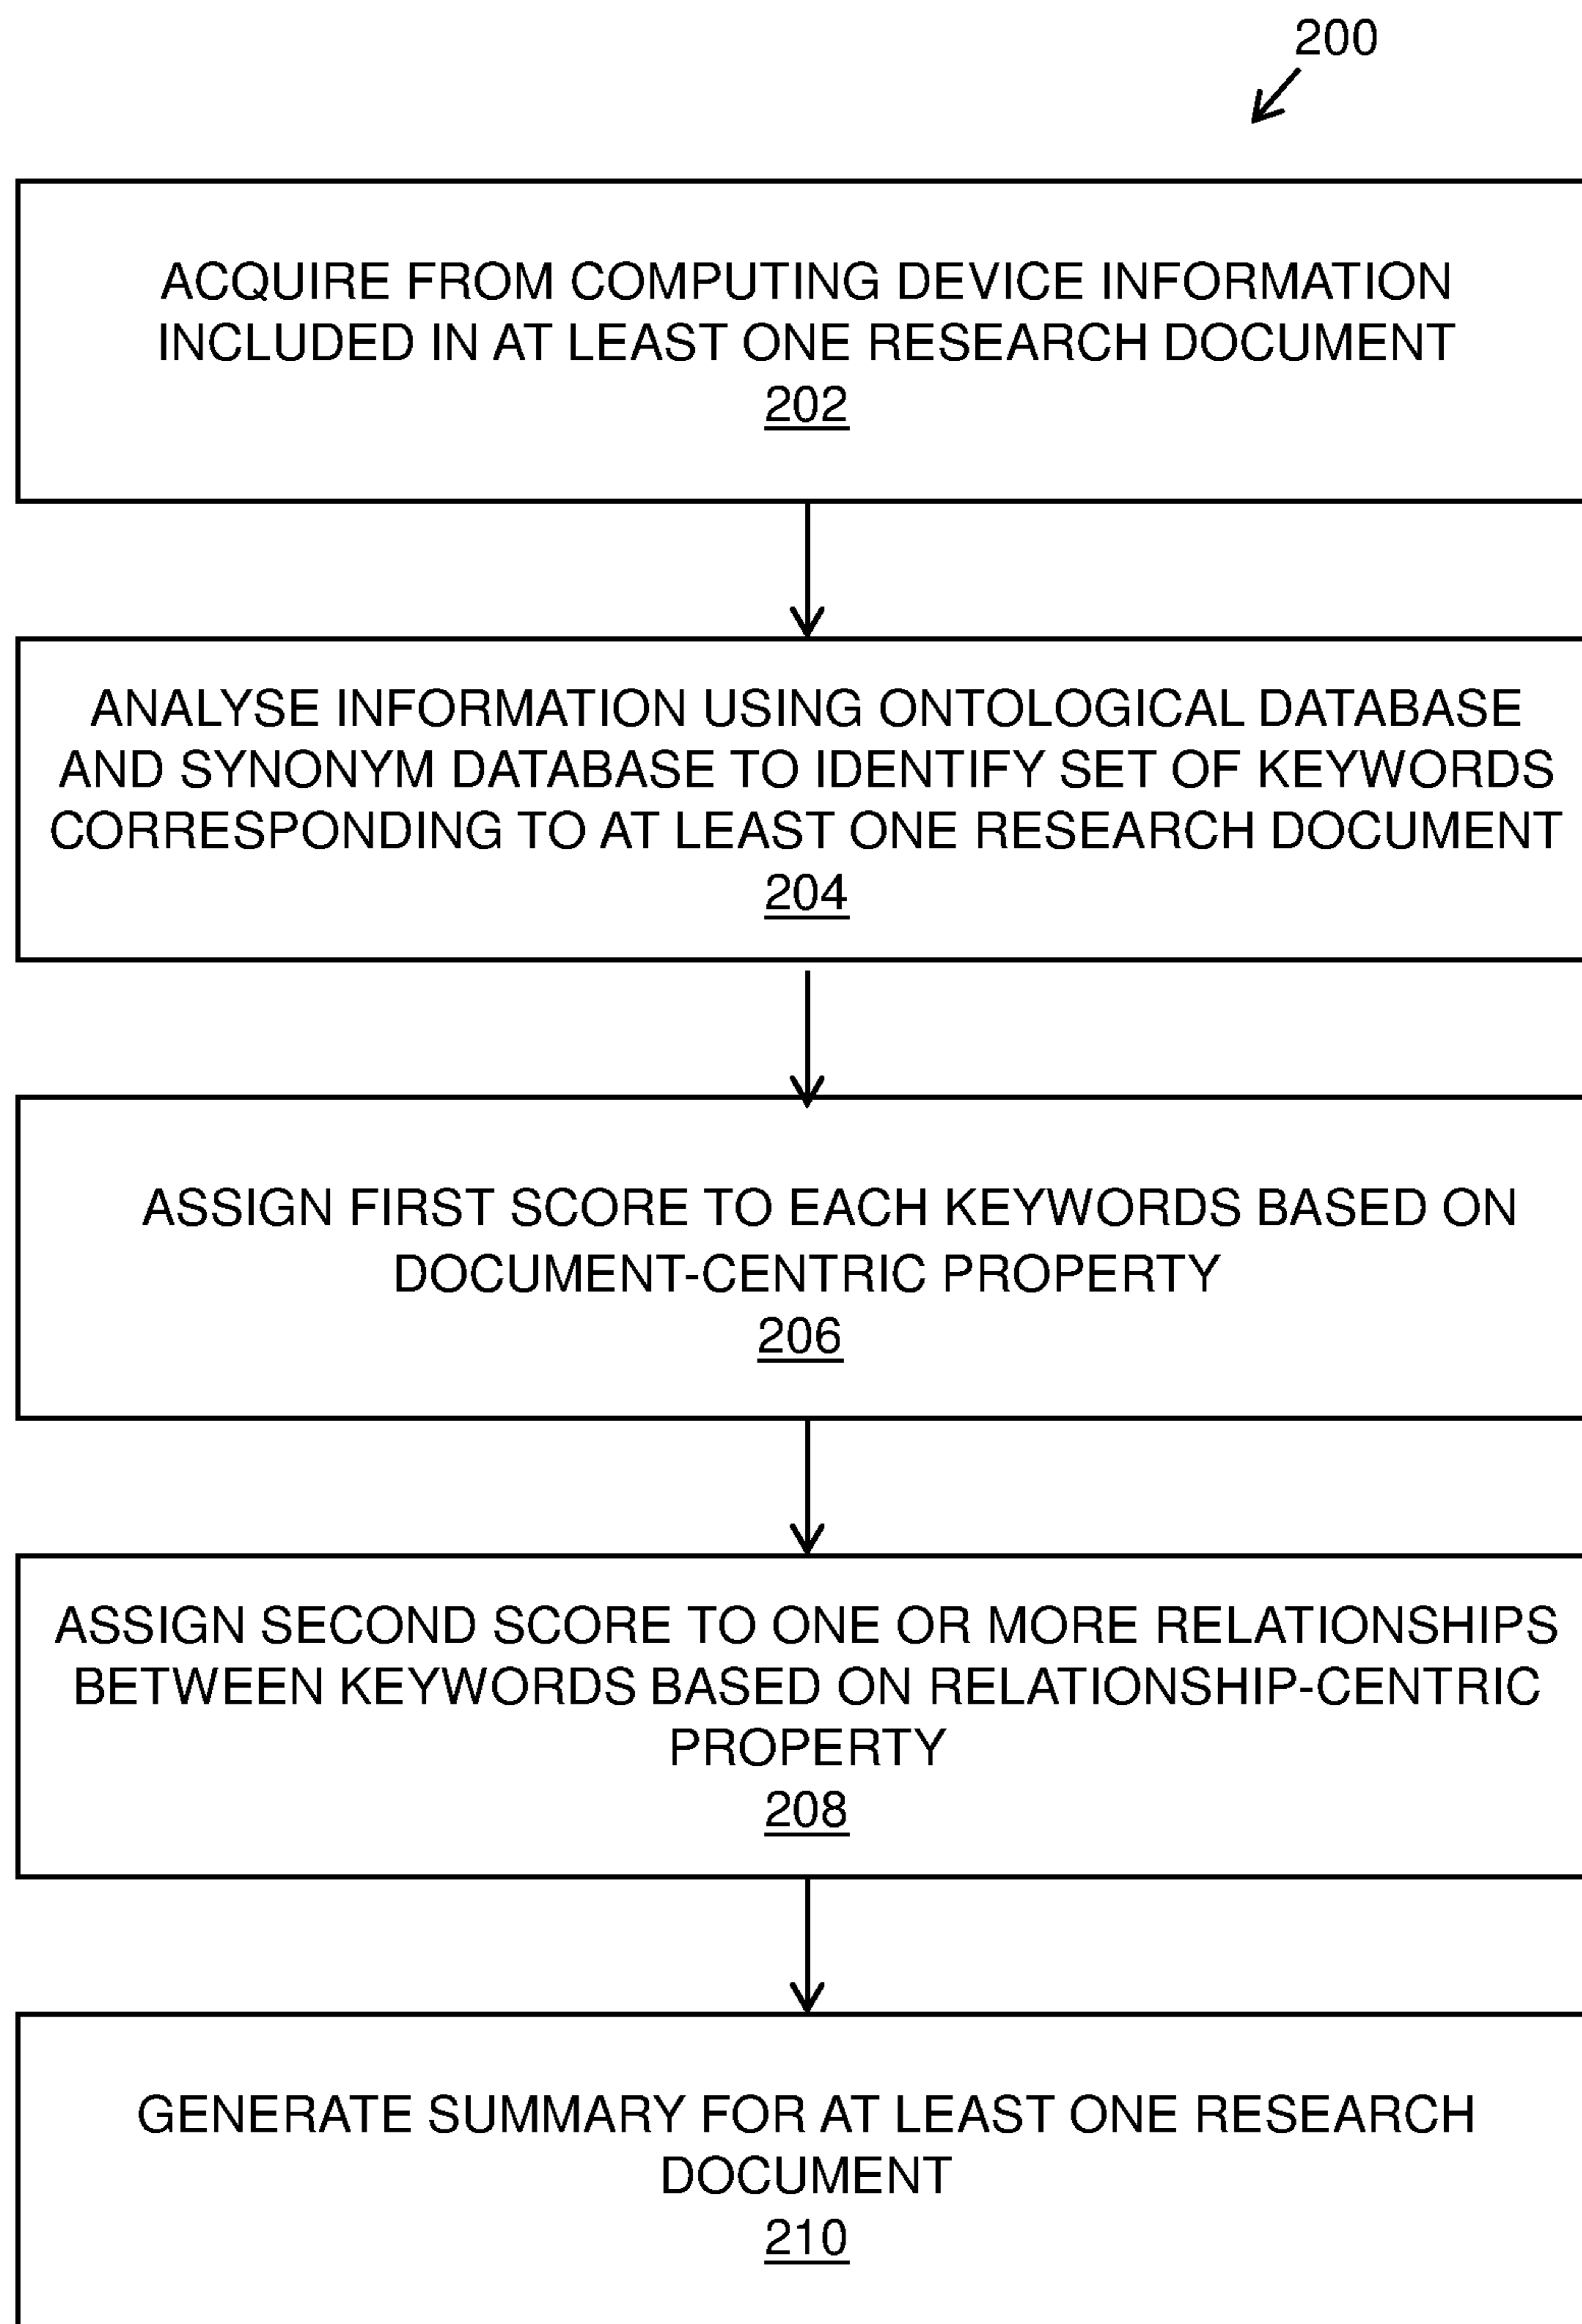 200
ACQUIRE FROM COMPUTING DEVICE INFORMATION
INCLUDED IN AT LEAST ONE RESEARCH DOCUMENT
202
ANALYSE INFORMATION USING ONTOLOGICAL DATABASE
AND SYNONYM DATABASE TO IDENTIFY SET OF KEYWORDS
CORRESPONDING TO AT LEAST ONE RESEARCH DOCUMENT
204
ASSIGN FIRST SCORE TO EACH KEYWORDS BASED ON
DOCUMENT-CENTRIC PROPERTY
206
ASSIGN SECOND SCORE TO ONE OR MORE RELATIONSHIPS
BETWEEN KEYWORDS BASED ON RELATIONSHIP-CENTRIC
PROPERTY
208
GENERATE SUMMARY FOR AT LEAST ONE RESEARCH
DOCUMENT
210